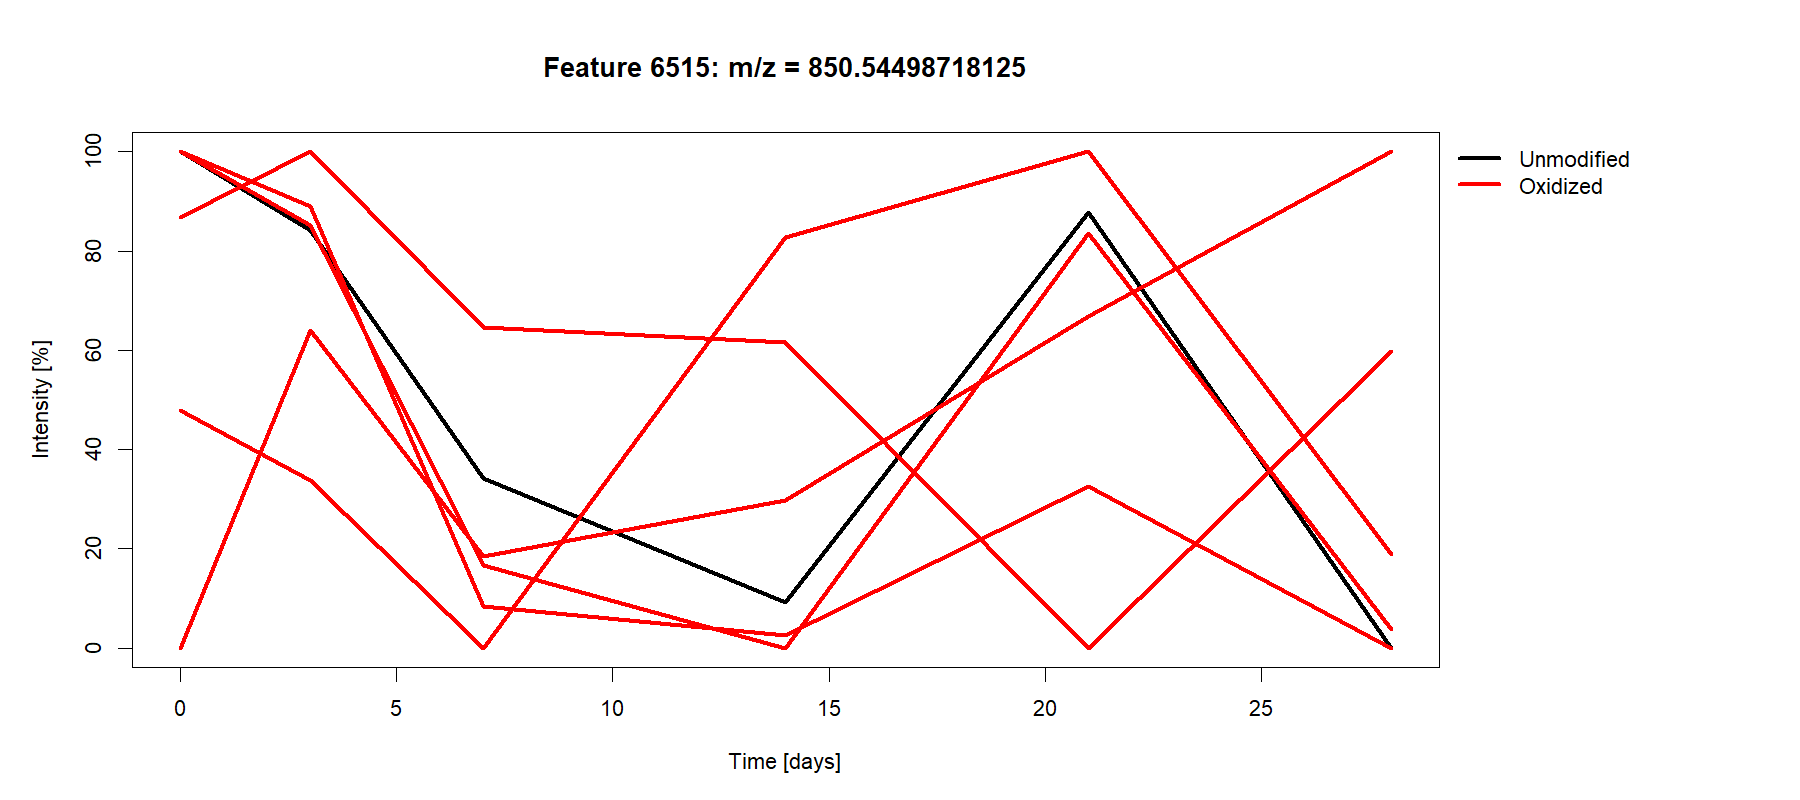 Feature 6515: m/z = 850.54498718125
Unmodified
Oxidized
Intensity [%]
100
80
60
40
20
0
0 5 10 15 20 25
Time [days]